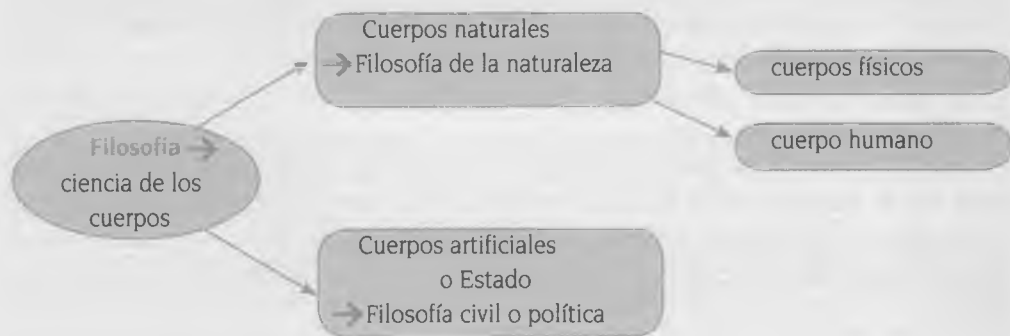 Filosofía →
ciencia de los
cuerpos
Cuerpos naturales
→ Filosofía de la naturaleza
cuerpos físicos
cuerpo humano
Cuerpos artificiales
o Estado
→ Filosofía civil o política